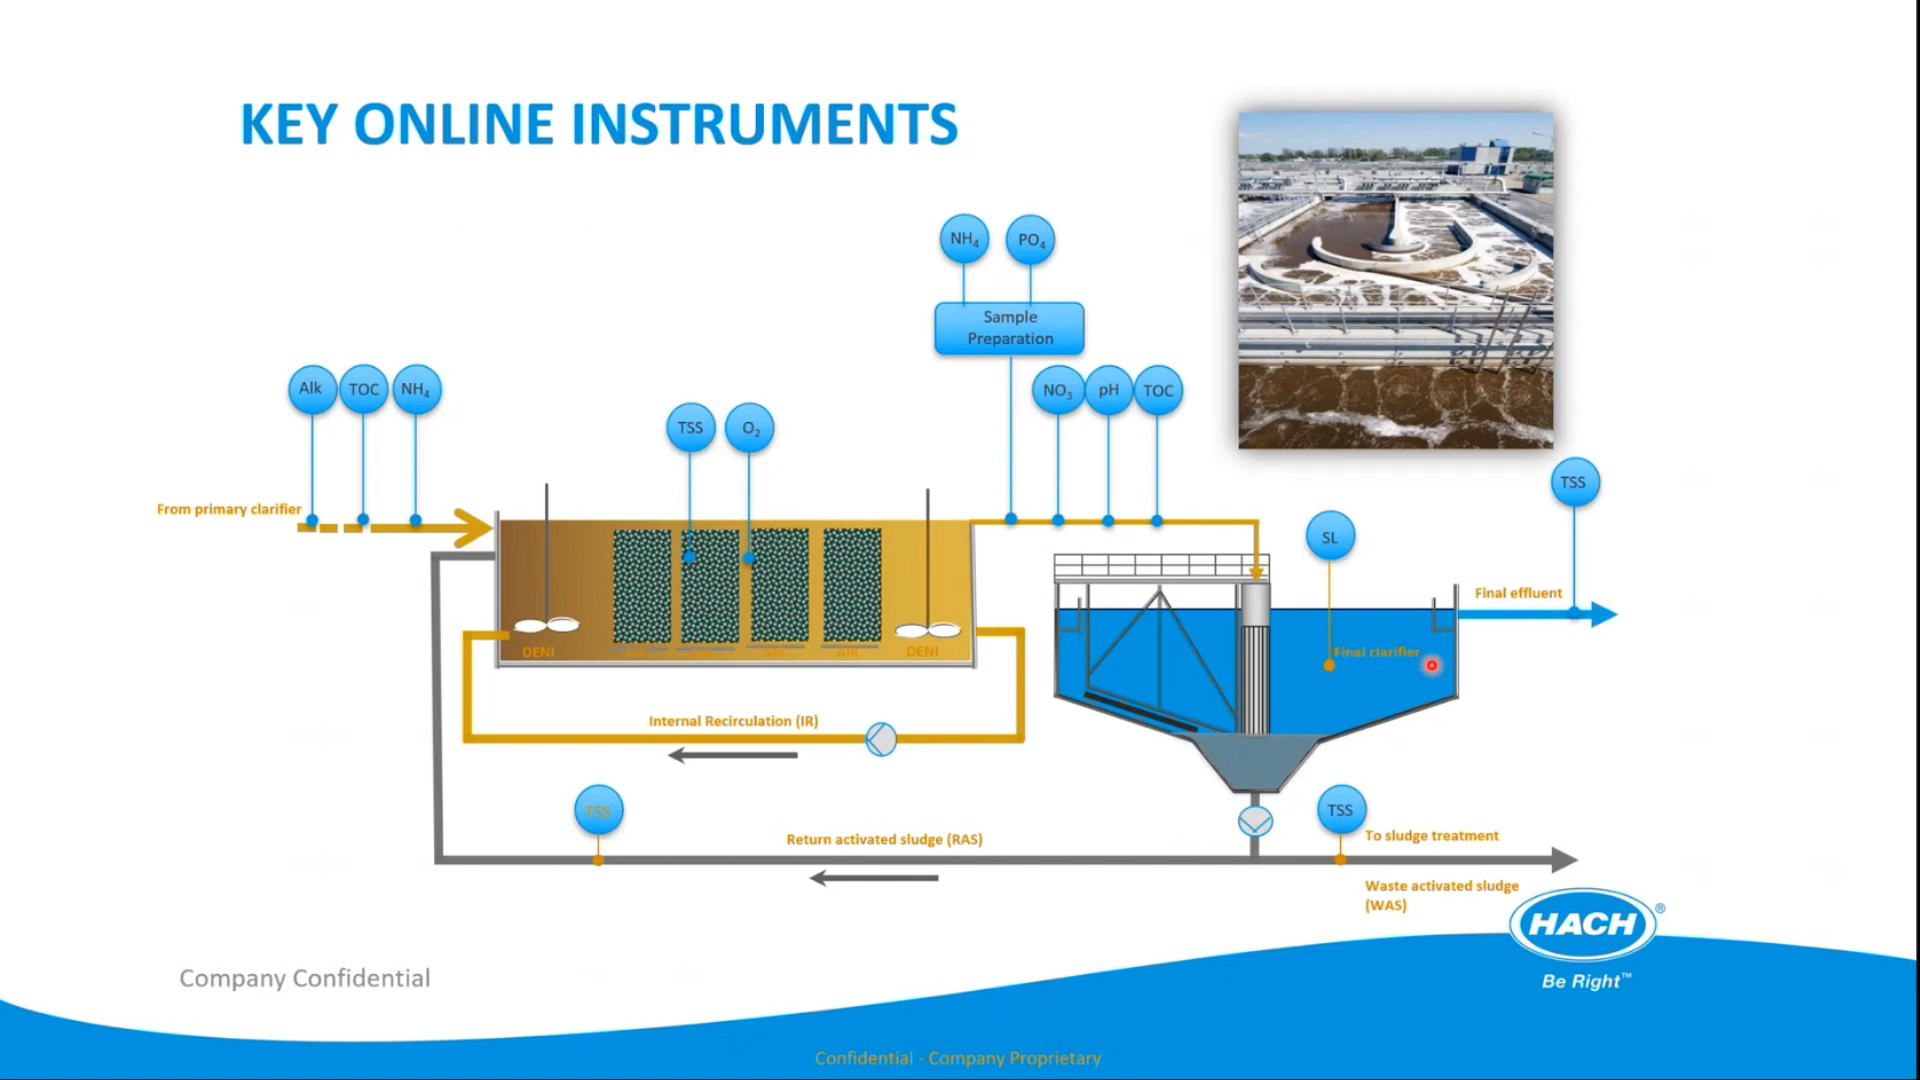 KEY ONLINE INSTRUMENTS
NH₄
PO₄
Sample
Preparation
Alk
TOC
NH₄
TSS
O₂
NO₃
pH
TOC
TSS
From primary clarifier
SL
Final effluent
Final clarifier
DENI
AIR
AIR
DENI
Internal Recirculation (IR)
TSS
Return activated sludge (RAS)
TSS
To sludge treatment
Waste activated sludge
(WAS)
HACH®
Be Right™
Company Confidential
Confidential - Company Proprietary